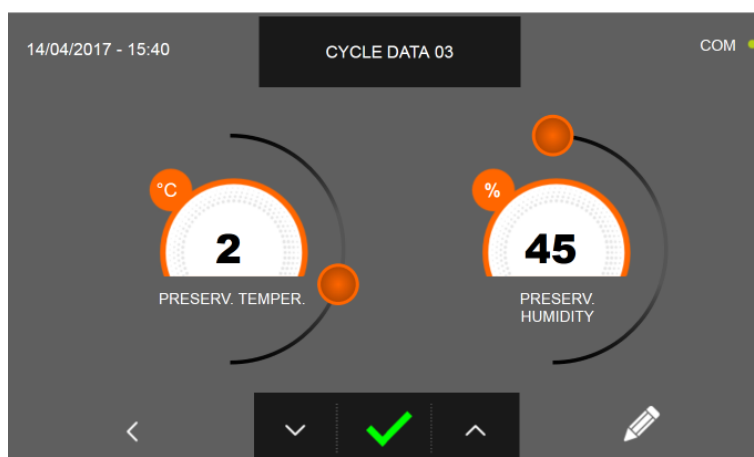 14/04/2017 - 15:40
CYCLE DATA 03
COM
°C
2
PRESERV. TEMPER.
%
45
PRESERV.
HUMIDITY